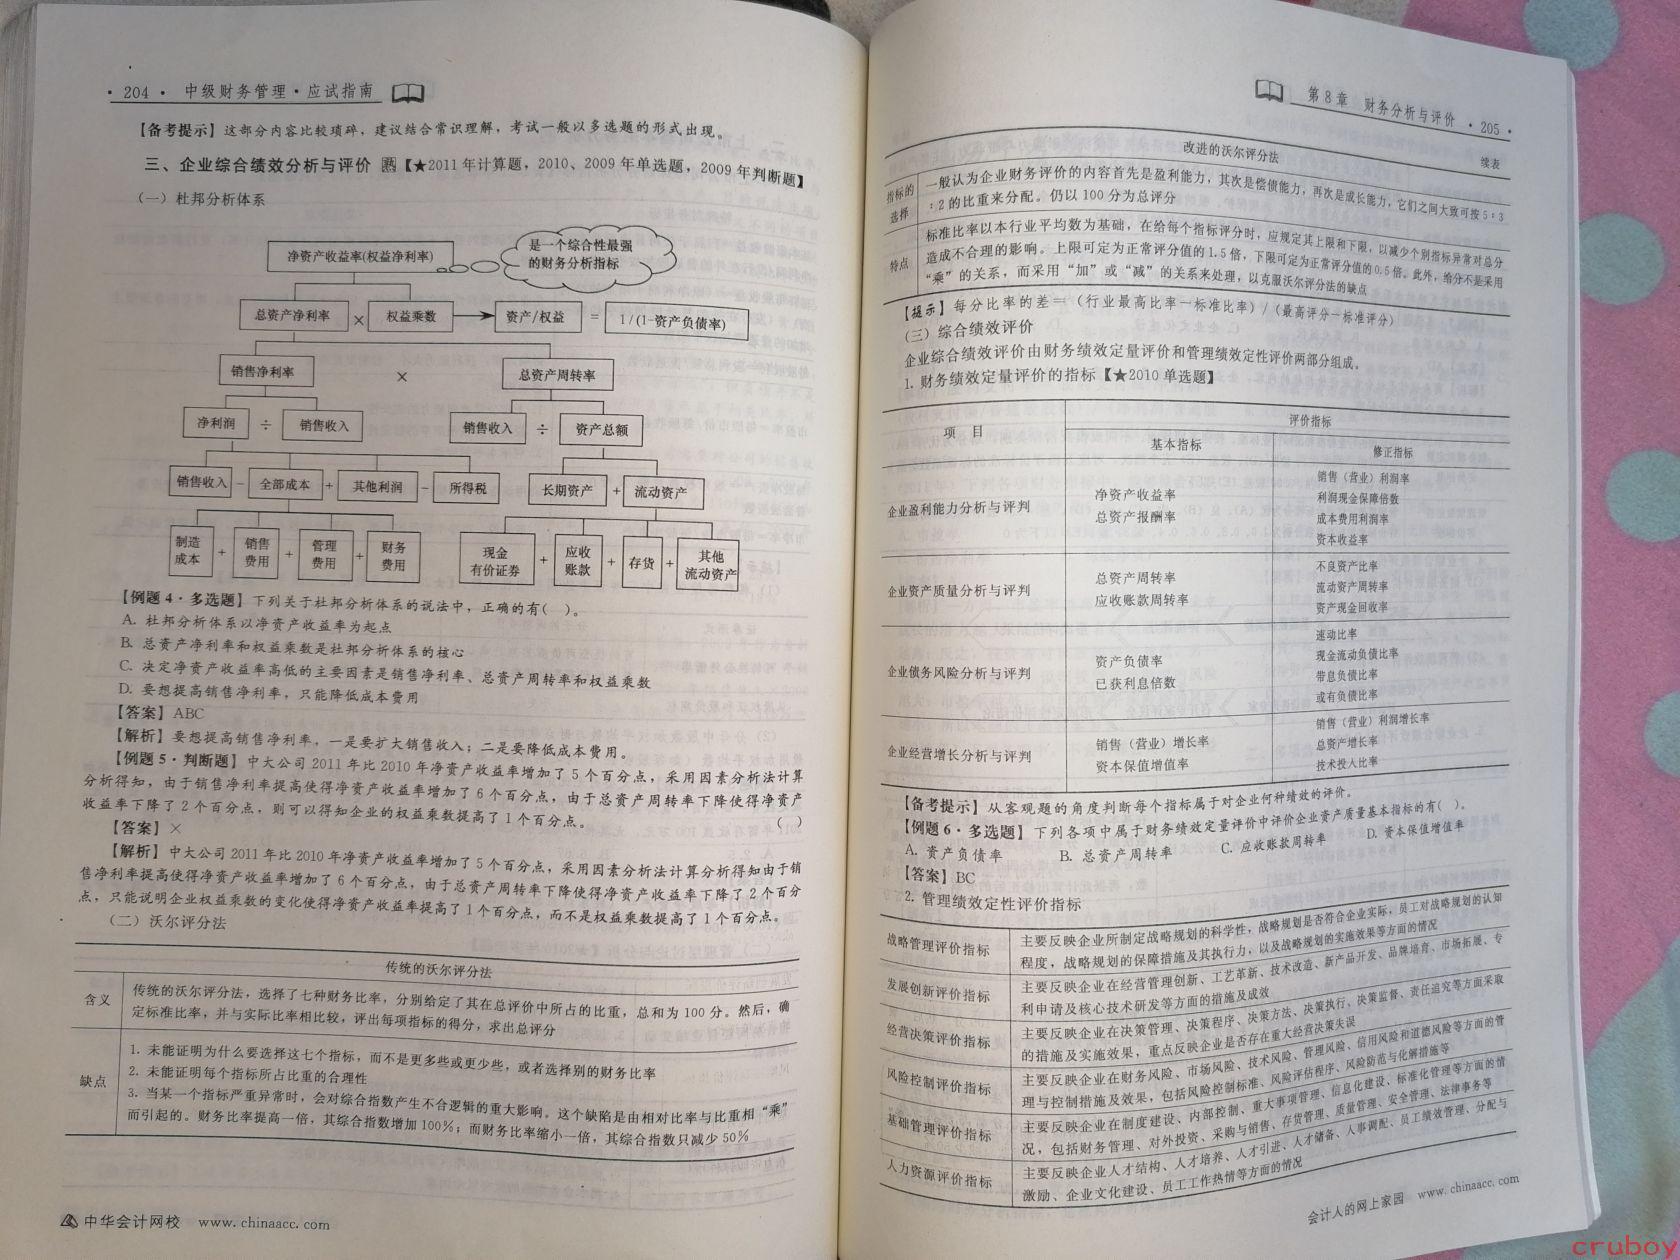 · 204 · 中级财务管理·应试指南
【备考提示】这部分内容比较琐碎，建议结合常识理解，考试一般以多选题的形式出现。
三、企业综合绩效分析与评价 熟【★2011年计算题，2010、2009年单选题，2009年判断题】
（一）杜邦分析体系
净资产收益率(权益净利率)
是一个综合性最强
的财务分析指标
总资产净利率 × 权益乘数 资产/权益 = 1/(1-资产负债率)
销售净利率 × 总资产周转率
净利润 ÷ 销售收入 销售收入 ÷ 资产总额
销售收入 - 全部成本 + 其他利润 - 所得税 长期资产 + 流动资产
制造
成本 + 销售
费用 + 管理
费用 + 财务
费用
现金
有价证券 + 应收
账款 + 存货 + 其他
流动资产
【例题4·多选题】下列关于杜邦分析体系的说法中，正确的有( )。
A. 杜邦分析体系以净资产收益率为起点
B. 总资产净利率和权益乘数是杜邦分析体系的核心
C. 决定净资产收益率高低的主要因素是销售净利率、总资产周转率和权益乘数
D. 要想提高销售净利率，只能降低成本费用
【答案】ABC
【解析】要想提高销售净利率，一是要扩大销售收入；二是要降低成本费用。
【例题5·判断题】中大公司2011年比2010年净资产收益率增加了5个百分点，采用因素分析法计算
分析得知，由于销售净利率提高使得净资产收益率增加了6个百分点，由于总资产周转率下降使得净资产
收益率下降了2个百分点，则可以得知企业的权益乘数提高了1个百分点。 ( )
【答案】×
【解析】中大公司2011年比2010年净资产收益率增加了5个百分点，采用因素分析法计算分析得知由于销
售净利率提高使得净资产收益率增加了6个百分点，由于总资产周转率下降使得净资产收益率下降了2个百分
点，只能说明企业权益乘数的变化使得净资产收益率提高了1个百分点，而不是权益乘数提高了1个百分点。
（二）沃尔评分法
传统的沃尔评分法
含义
传统的沃尔评分法，选择了七种财务比率，分别给定了其在总评价中所占的比重，总和为100分。然后，确
定标准比率，并与实际比率相比较，评出每项指标的得分，求出总评分
缺点
1. 未能证明为什么要选择这七个指标，而不是更多些或更少些，或者选择别的财务比率
2. 未能证明每个指标所占比重的合理性
3. 当某一个指标严重异常时，会对综合指数产生不合逻辑的重大影响。这个缺陷是由相对比率与比重相“乘”
而引起的。财务比率提高一倍，其综合指数增加100%；而财务比率缩小一倍，其综合指数只减少50%
中华会计网校 www.chinaacc.com
第8章 财务分析与评价 · 205 ·
改进的沃尔评分法 续表
指标的
选择
一般认为企业财务评价的内容首先是盈利能力，其次是偿债能力，再次是成长能力，它们之间大致可按5∶3
∶2的比重来分配。仍以100分为总评分
特点
标准比率以本行业平均数为基础，在给每个指标评分时，应规定其上限和下限，以减少个别指标异常对总分
造成不合理的影响。上限可定为正常评分值的1.5倍，下限可定为正常评分值的0.5倍。此外，给分不是采用
“乘”的关系，而采用“加”或“减”的关系来处理，以克服沃尔评分法的缺点
【提示】每分比率的差＝（行业最高比率－标准比率）/（最高评分－标准评分）
（三）综合绩效评价
企业综合绩效评价由财务绩效定量评价和管理绩效定性评价两部分组成。
1. 财务绩效定量评价的指标【★2010单选题】
项 目 评价指标
基本指标 修正指标
企业盈利能力分析与评判
净资产收益率
总资产报酬率
销售（营业）利润率
利润现金保障倍数
成本费用利润率
资本收益率
企业资产质量分析与评判
总资产周转率
应收账款周转率
不良资产比率
流动资产周转率
资产现金回收率
企业债务风险分析与评判
资产负债率
已获利息倍数
速动比率
现金流动负债比率
带息负债比率
或有负债比率
企业经营增长分析与评判
销售（营业）增长率
资本保值增值率
销售（营业）利润增长率
总资产增长率
技术投入比率
【备考提示】从客观题的角度判断每个指标属于对企业何种绩效的评价。
【例题6·多选题】下列各项中属于财务绩效定量评价中评价企业资产质量基本指标的有( )。
A. 资产负债率 B. 总资产周转率 C. 应收账款周转率 D. 资本保值增值率
【答案】BC
2. 管理绩效定性评价指标
战略管理评价指标
主要反映企业所制定战略规划的科学性，战略规划是否符合企业实际，员工对战略规划的认知
程度，战略规划的保障措施及其执行力，以及战略规划的实施效果等方面的情况
发展创新评价指标
主要反映企业在经营管理创新、工艺革新、技术改造、新产品开发、品牌培育、市场拓展、专
利申请及核心技术研发等方面的措施及成效
经营决策评价指标
主要反映企业在决策管理、决策程序、决策方法、决策执行、决策监督、责任追究等方面采取
的措施及实施效果，重点反映企业是否存在重大经营决策失误
风险控制评价指标
主要反映企业在财务风险、市场风险、技术风险、管理风险、信用风险和道德风险等方面的管
理与控制措施及效果，包括风险控制标准、风险评估程序、风险防范与化解措施等
基础管理评价指标
主要反映企业在制度建设、内部控制、重大事项管理、信息化建设、标准化管理等方面的情
况，包括财务管理、对外投资、采购与销售、存货管理、质量管理、安全管理、法律事务等
人力资源评价指标
主要反映企业人才结构、人才培养、人才引进、人才储备、人事调配、员工绩效管理、分配与
激励、企业文化建设、员工工作热情等方面的情况
会计人的网上家园 www.chinaacc.com
cruboy